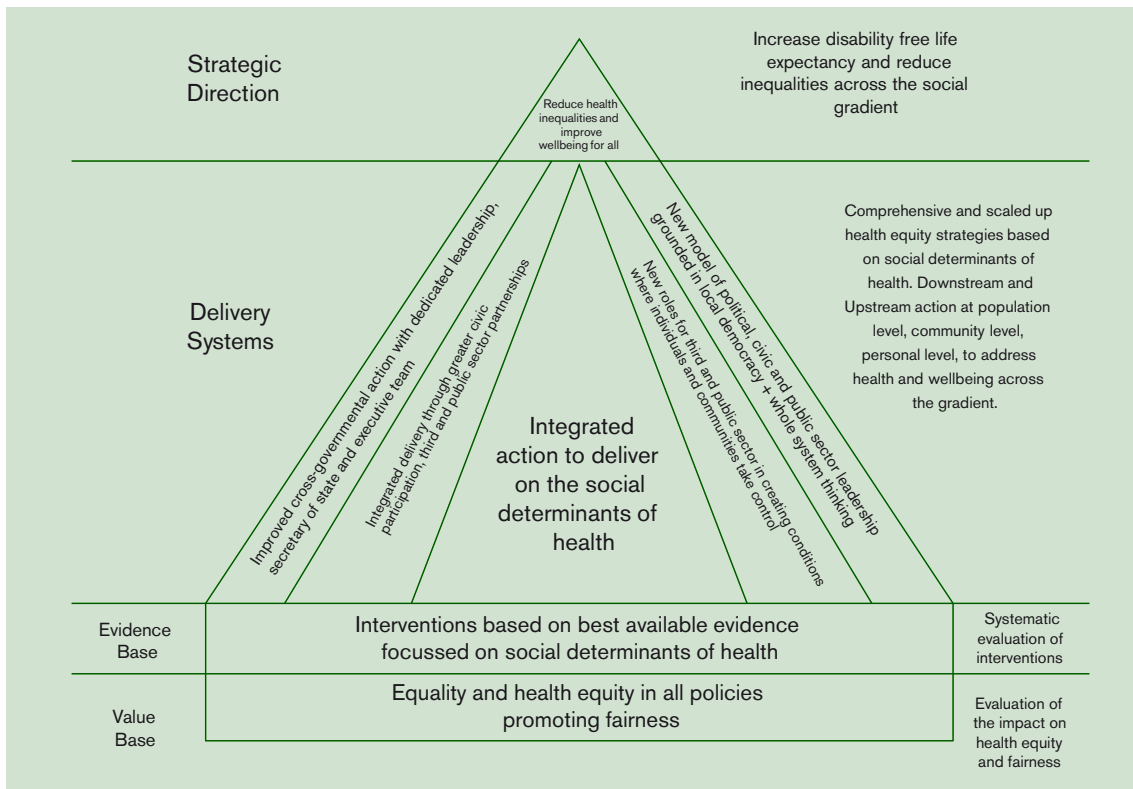 Strategic
Direction
Reduce health
inequalities and
improve
wellbeing for all
Increase disability free life
expectancy and reduce
inequalities across the social
gradient
Delivery
Systems
Improved cross-governmental action with dedicated leadership,
secretary of state and executive team
Integrated delivery through greater civic
participation, third and public sector partnerships
Integrated
action to deliver
on the social
determinants of
health
New roles for third and public sector in creating conditions
where individuals and communities take control
New model of political, civic and public sector leadership
grounded in local democracy + whole system thinking
Comprehensive and scaled up
health equity strategies based
on social determinants of
health. Downstream and
Upstream action at population
level, community level,
personal level, to address
health and wellbeing across
the gradient.
Evidence
Base
Interventions based on best available evidence
focussed on social determinants of health
Systematic
evaluation of
interventions
Value
Base
Equality and health equity in all policies
promoting fairness
Evaluation of
the impact on
health equity
and fairness